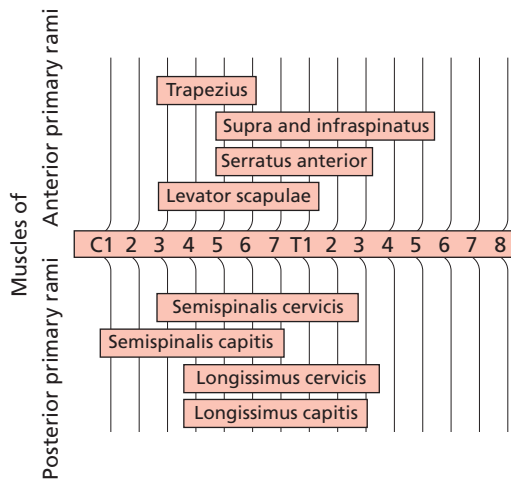 Muscles of
Anterior primary rami
Posterior primary rami
Trapezius
Supra and infraspinatus
Serratus anterior
Levator scapulae
C1 2 3 4 5 6 7 T1 2 3 4 5 6 7 8
Semispinalis cervicis
Semispinalis capitis
Longissimus cervicis
Longissimus capitis